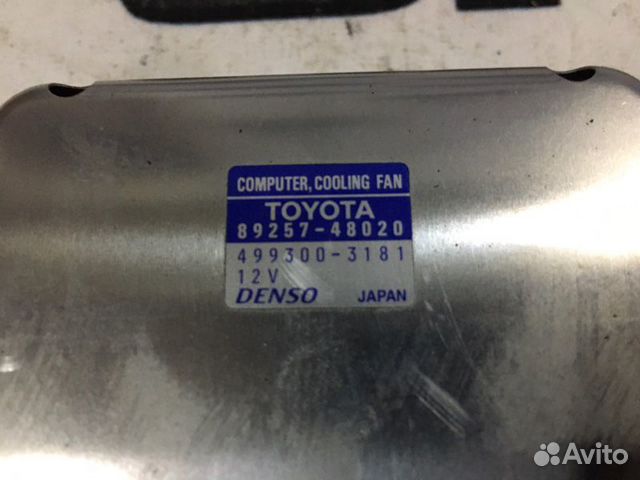 COMPUTER, COOLING FAN
TOYOTA
89257-48020
499300-3181
12V
DENSO JAPAN
Avito